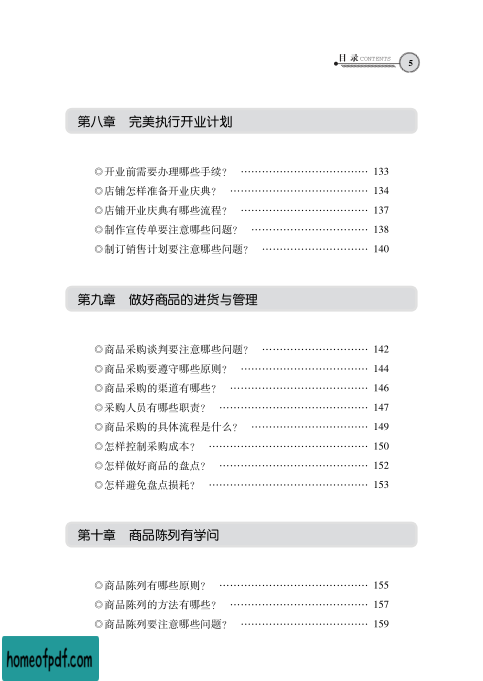 目 录 CONTENTS 5
第八章 完美执行开业计划
◎开业前需要办理哪些手续? ………………………………… 133
◎店铺怎样准备开业庆典? ………………………………… 134
◎店铺开业庆典有哪些流程? ………………………………… 137
◎制作宣传单要注意哪些问题? ………………………………… 138
◎制订销售计划要注意哪些问题? ………………………………… 140
第九章 做好商品的进货与管理
◎商品采购谈判要注意哪些问题? ………………………………… 142
◎商品采购要遵守哪些原则? ………………………………… 144
◎商品采购的渠道有哪些? ………………………………… 146
◎采购人员有哪些职责? ………………………………… 147
◎商品采购的具体流程是什么? ………………………………… 149
◎怎样控制采购成本? ………………………………… 150
◎怎样做好商品的盘点? ………………………………… 152
◎怎样避免盘点损耗? ………………………………… 153
第十章 商品陈列有学问
◎商品陈列有哪些原则? ………………………………… 155
◎商品陈列的方法有哪些? ………………………………… 157
◎商品陈列要注意哪些问题? ………………………………… 159
homeofpdf.com